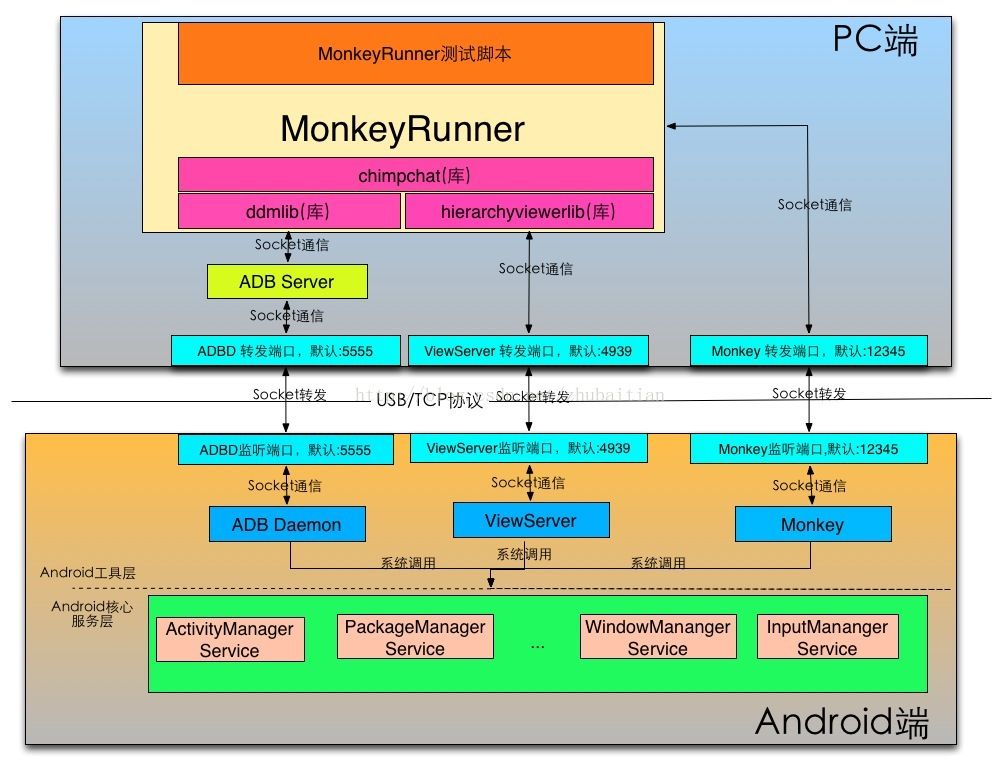 PC端
MonkeyRunner测试脚本
MonkeyRunner
chimpchat(库)
ddmlib(库)
hierarchyviewerlib(库)
Socket通信
Socket通信
Socket通信
ADB Server
Socket通信
ADBD 转发端口，默认:5555
ViewServer 转发端口，默认:4939
Monkey 转发端口，默认:12345
Socket转发
Socket转发
Socket转发
USB/TCP协议
ADBD监听端口，默认:5555
ViewServer监听端口，默认:4939
Monkey监听端口,默认:12345
Socket通信
Socket通信
Socket通信
ADB Daemon
ViewServer
Monkey
系统调用
系统调用
系统调用
Android工具层
Android核心
服务层
ActivityManager
Service
PackageManager
Service
...
WindowMananger
Service
InputMananger
Service
Android端